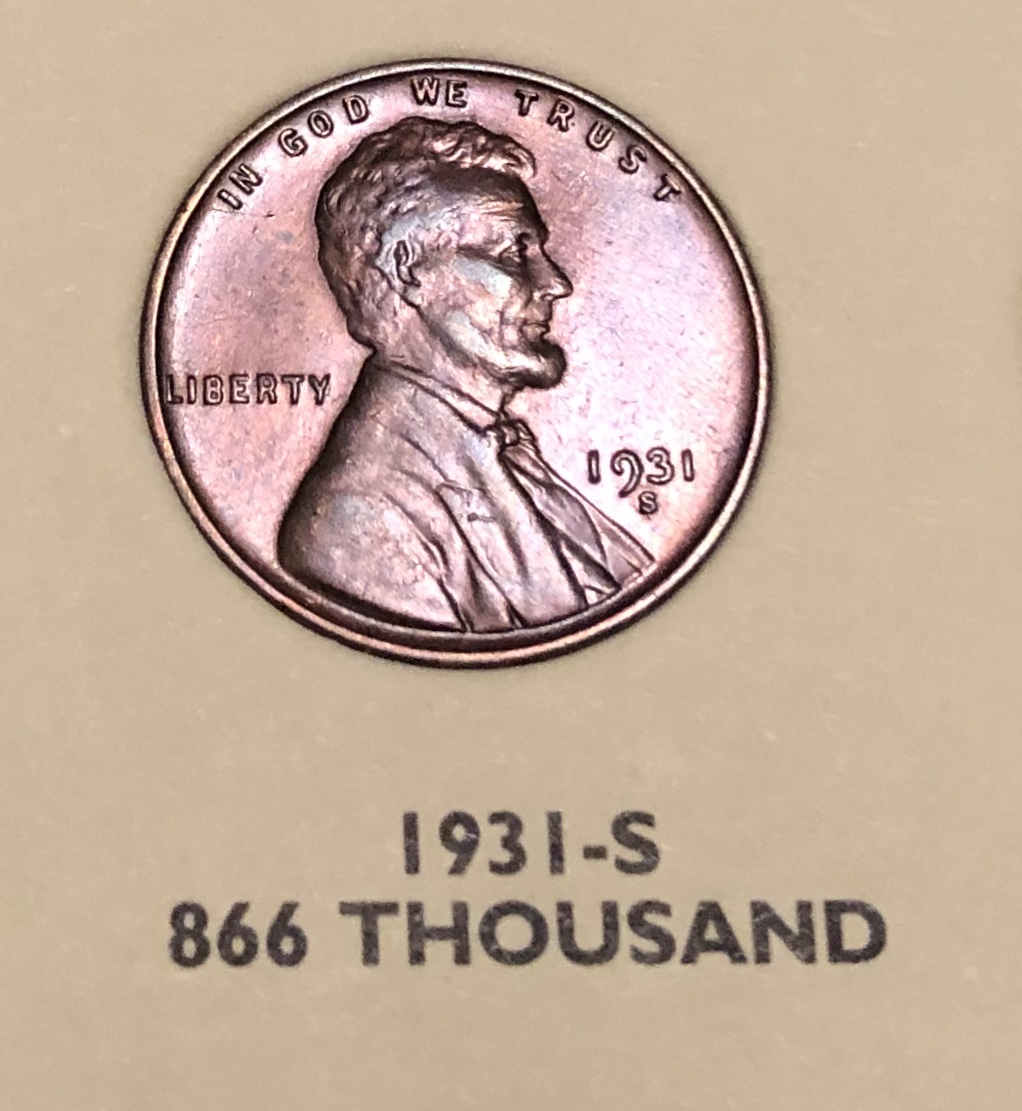 IN GOD WE TRUST
LIBERTY
1931
S
1931-S
866 THOUSAND